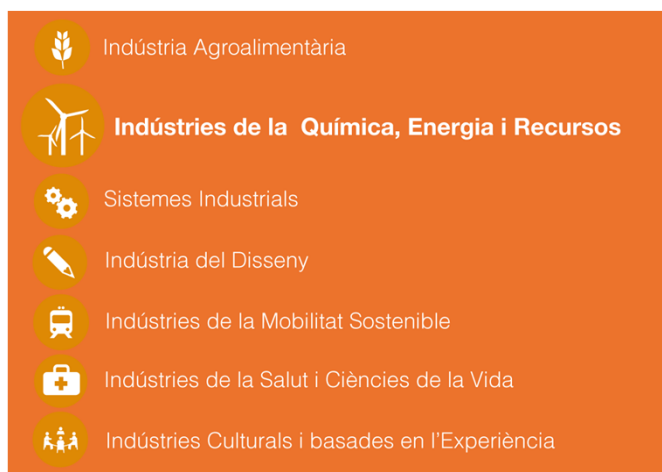 Indústria Agroalimentària
Indústries de la Química, Energia i Recursos
Sistemes Industrials
Indústria del Disseny
Indústries de la Mobilitat Sostenible
Indústries de la Salut i Ciències de la Vida
Indústries Culturals i basades en l’Experiència